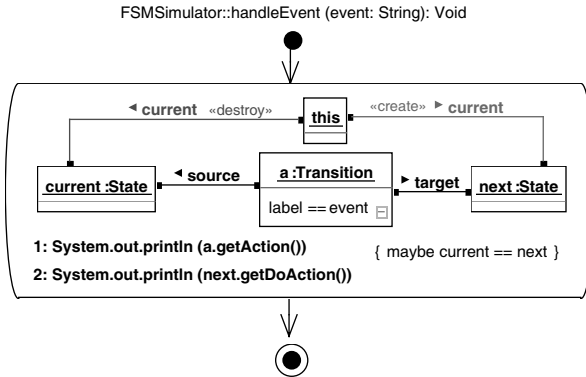 FSMSimulator::handleEvent (event: String): Void
◄ current «destroy»
this
«create» ► current
current :State
◄ source
a :Transition
label == event
► target
next :State
1: System.out.println (a.getAction())
{ maybe current == next }
2: System.out.println (next.getDoAction())